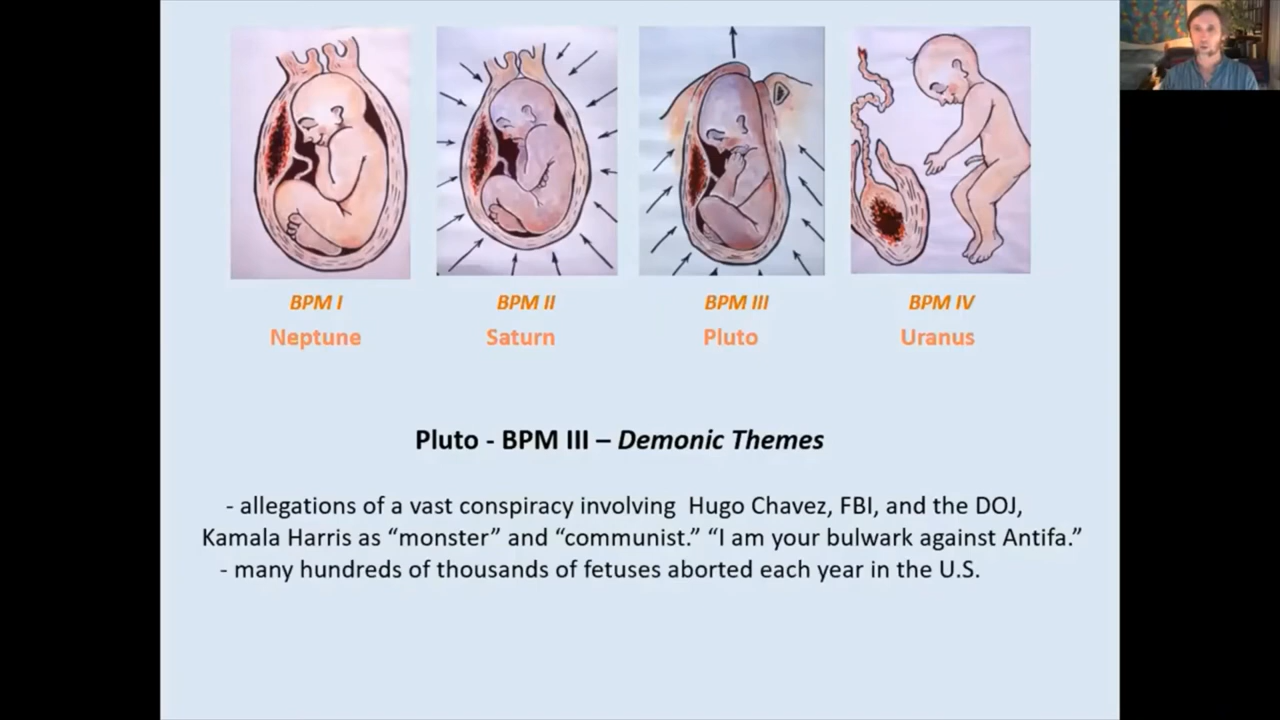 BPM I
BPM II
BPM III
BPM IV
Neptune
Saturn
Pluto
Uranus
Pluto - BPM III – Demonic Themes
- allegations of a vast conspiracy involving  Hugo Chavez, FBI, and the DOJ,
Kamala Harris as “monster” and “communist.” “I am your bulwark against Antifa.”
- many hundreds of thousands of fetuses aborted each year in the U.S.